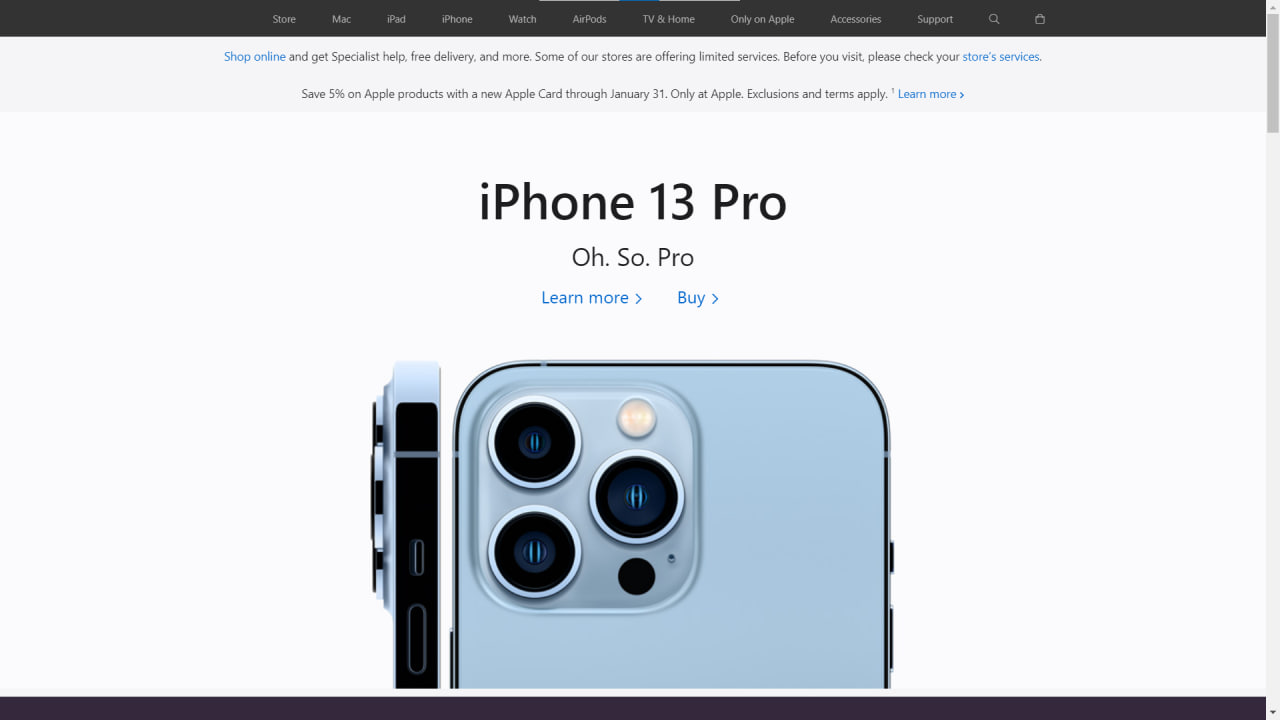 Store Mac iPad iPhone Watch AirPods TV & Home Only on Apple Accessories Support
Shop online and get Specialist help, free delivery, and more. Some of our stores are offering limited services. Before you visit, please check your store's services.
Save 5% on Apple products with a new Apple Card through January 31. Only at Apple. Exclusions and terms apply. ¹ Learn more >
iPhone 13 Pro
Oh. So. Pro
Learn more > Buy >